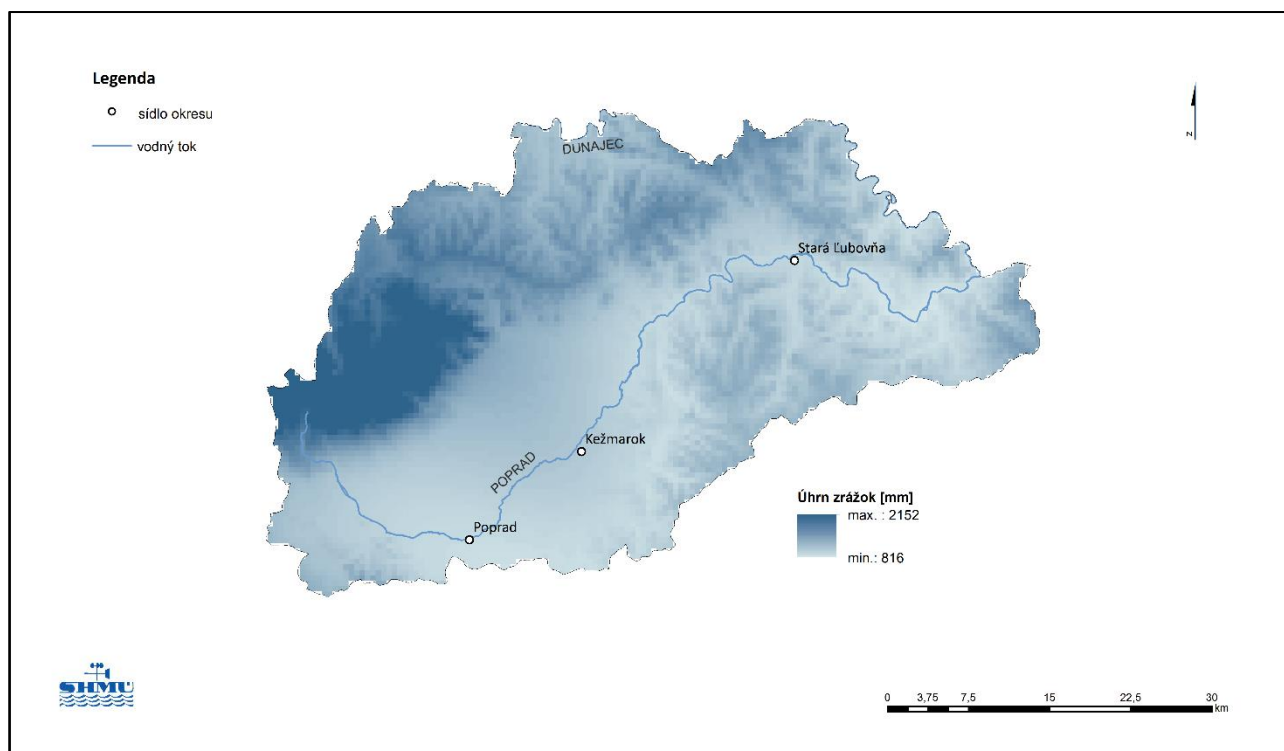 Legenda
sídlo okresu
vodný tok
DUNAJEC
N
Stará Ľubovňa
Kežmarok
POPRAD
Poprad
Úhrn zrážok [mm]
max. : 2152
min.: 816
SHMÚ
0 3,75 7,5 15 22,5 30
km